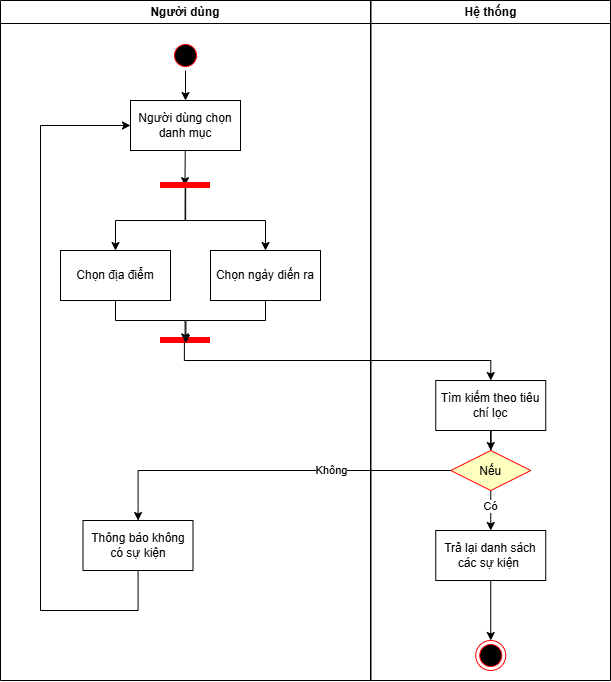 Người dùng
Hệ thống
Người dùng chọn
danh mục
Chọn địa điểm
Chọn ngày diến ra
Tìm kiếm theo tiêu
chí lọc
Nếu
Không
Có
Thông báo không
có sự kiện
Trả lại danh sách
các sự kiện